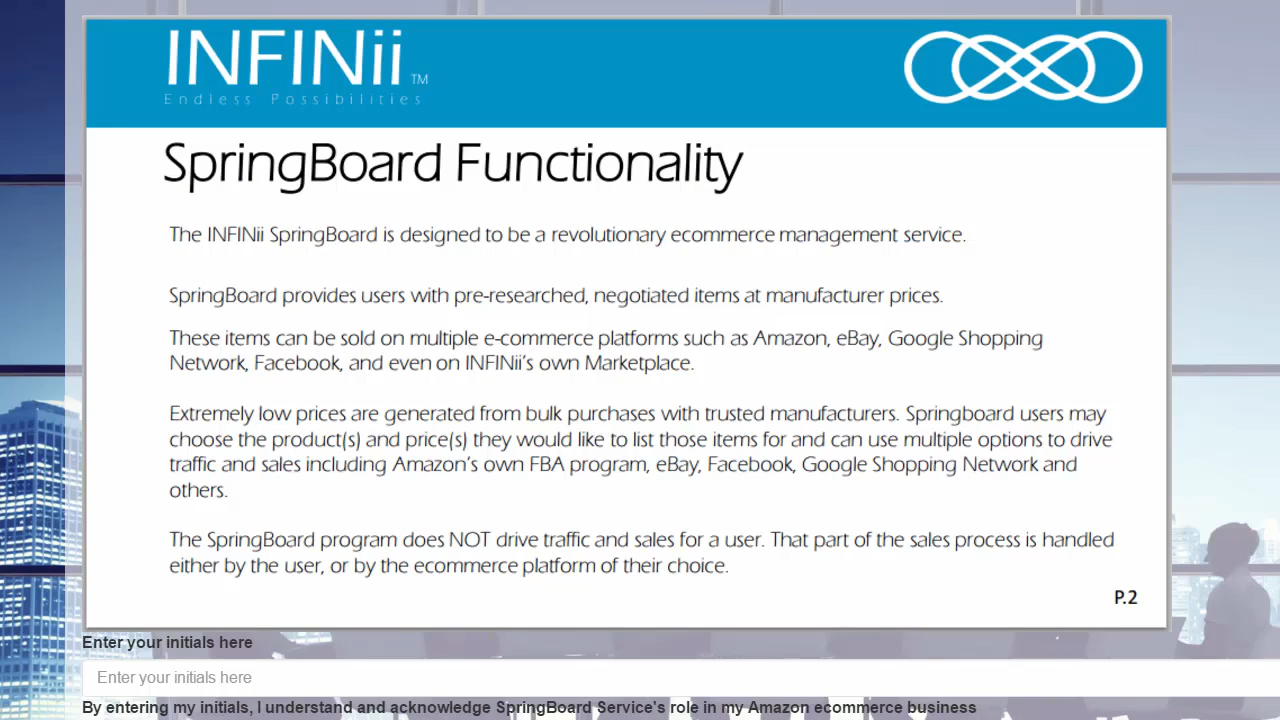 INFINii TM
Endless Possibilities
SpringBoard Functionality
The INFINii SpringBoard is designed to be a revolutionary ecommerce management service.
SpringBoard provides users with pre-researched, negotiated items at manufacturer prices.
These items can be sold on multiple e-commerce platforms such as Amazon, eBay, Google Shopping
Network, Facebook, and even on INFINii's own Marketplace.
Extremely low prices are generated from bulk purchases with trusted manufacturers. Springboard users may
choose the product(s) and price(s) they would like to list those items for and can use multiple options to drive
traffic and sales including Amazon's own FBA program, eBay, Facebook, Google Shopping Network and
others.
The SpringBoard program does NOT drive traffic and sales for a user. That part of the sales process is handled
either by the user, or by the ecommerce platform of their choice.
P.2
Enter your initials here
Enter your initials here
By entering my initials, I understand and acknowledge SpringBoard Service's role in my Amazon ecommerce business